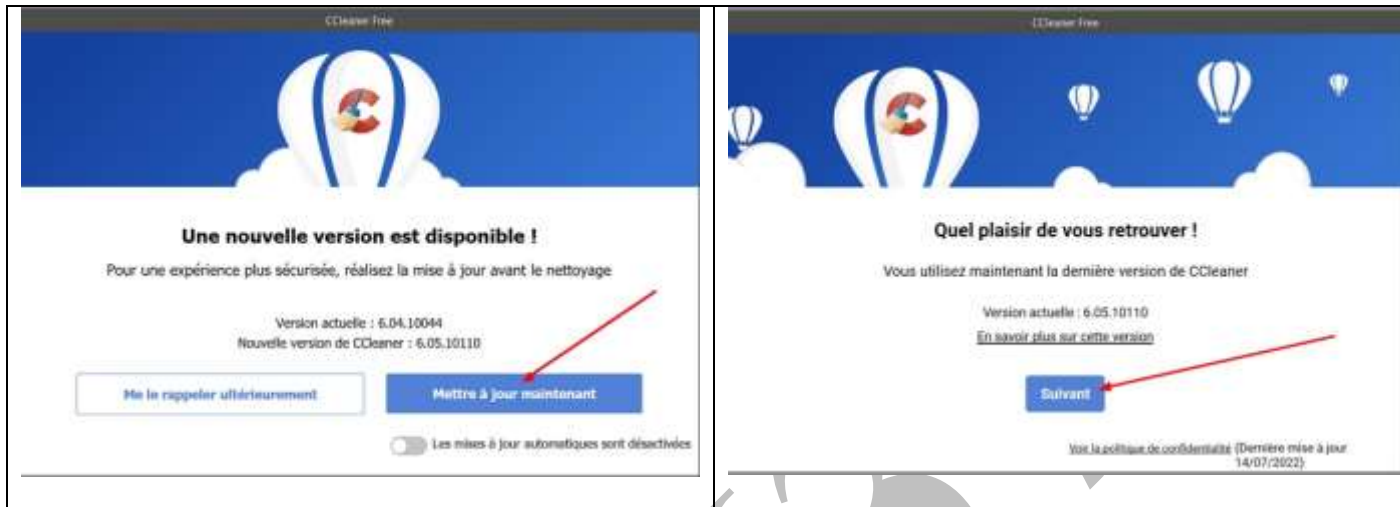 CCleaner Free
Une nouvelle version est disponible !
Pour une expérience plus sécurisée, réalisez la mise à jour avant le nettoyage
Version actuelle : 6.04.10044
Nouvelle version de CCleaner : 6.05.10110
Me le rappeler ultérieurement
Mettre à jour maintenant
Les mises à jour automatiques sont désactivées
CCleaner Free
Quel plaisir de vous retrouver !
Vous utilisez maintenant la dernière version de CCleaner
Version actuelle : 6.05.10110
En savoir plus sur cette version
Suivant
Voir la politique de confidentialité (Dernière mise à jour
14/07/2022)